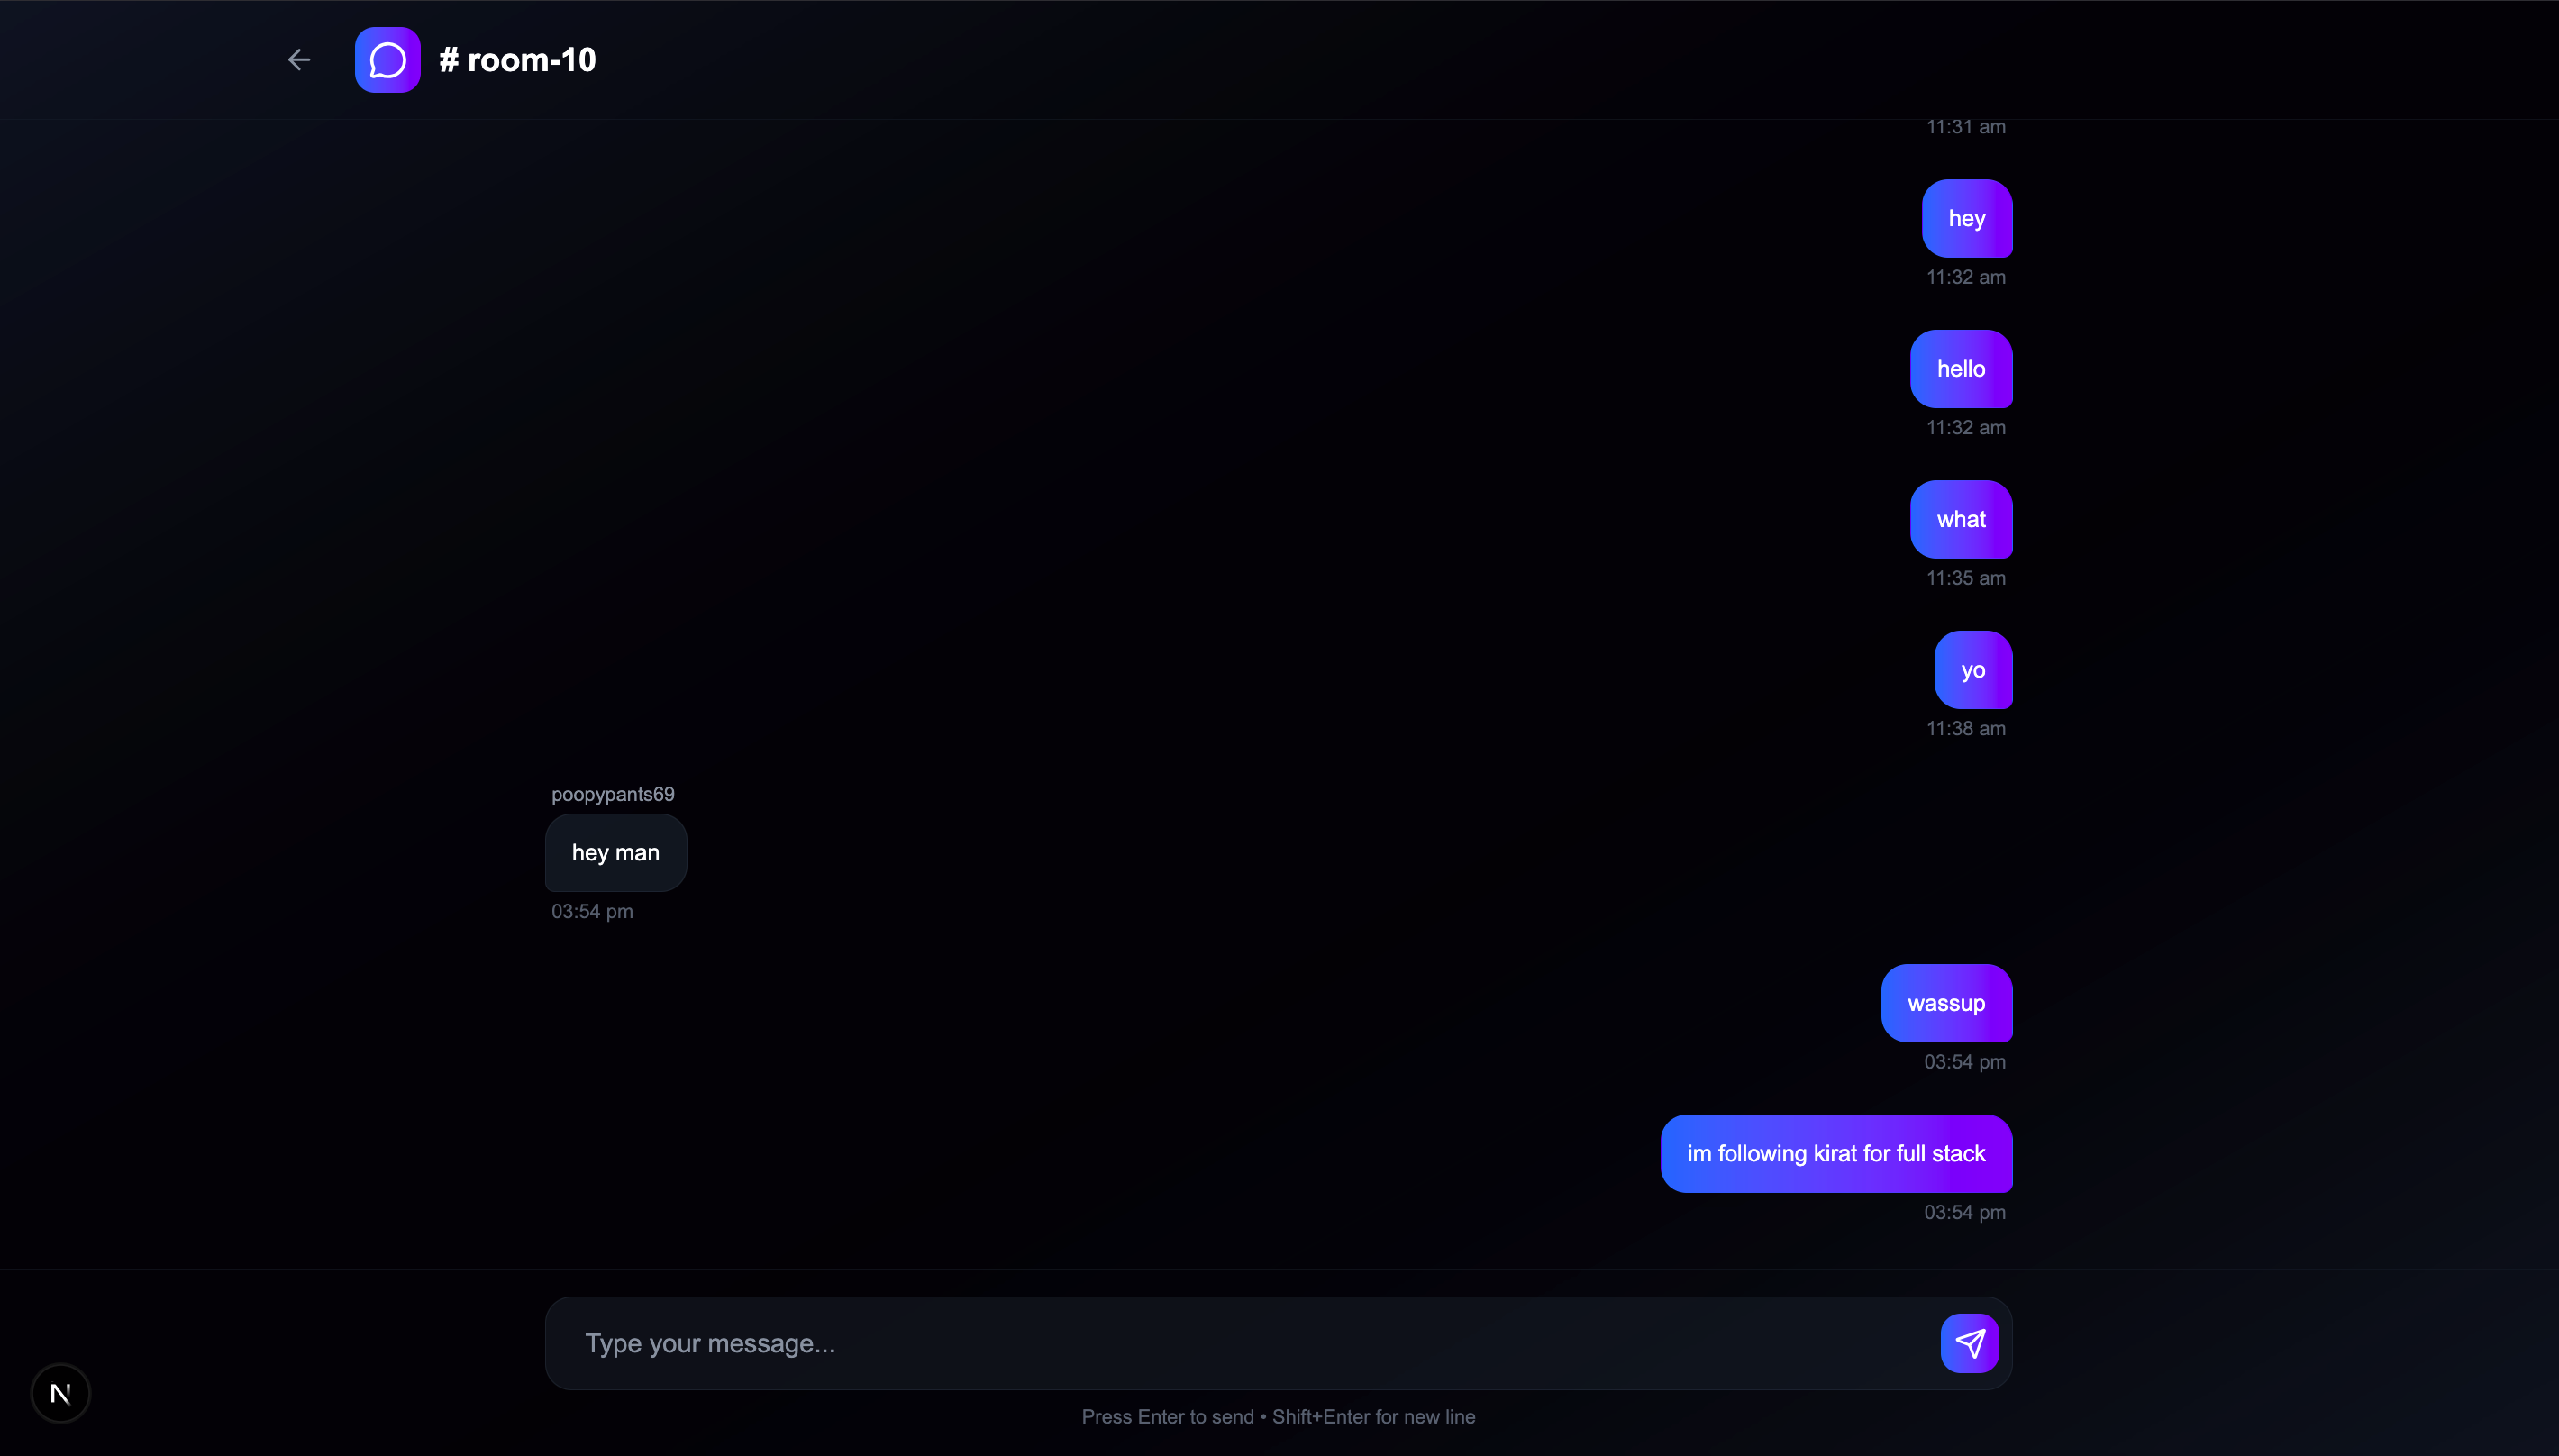 # room-10
11:31 am
hey
11:32 am
hello
11:32 am
what
11:35 am
yo
11:38 am
poopypants69
hey man
03:54 pm
wassup
03:54 pm
im following kirat for full stack
03:54 pm
Type your message...
N
Press Enter to send • Shift+Enter for new line